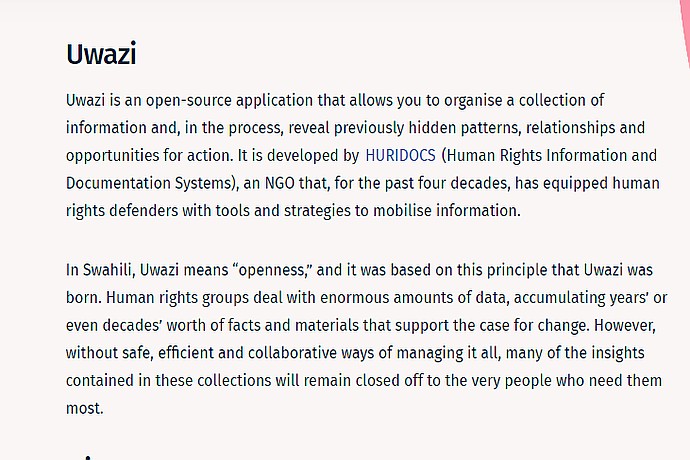 Uwazi
Uwazi is an open-source application that allows you to organise a collection of
information and, in the process, reveal previously hidden patterns, relationships and
opportunities for action. It is developed by HURIDOCS (Human Rights Information and
Documentation Systems), an NGO that, for the past four decades, has equipped human
rights defenders with tools and strategies to mobilise information.
In Swahili, Uwazi means “openness,” and it was based on this principle that Uwazi was
born. Human rights groups deal with enormous amounts of data, accumulating years’ or
even decades’ worth of facts and materials that support the case for change. However,
without safe, efficient and collaborative ways of managing it all, many of the insights
contained in these collections will remain closed off to the very people who need them
most.